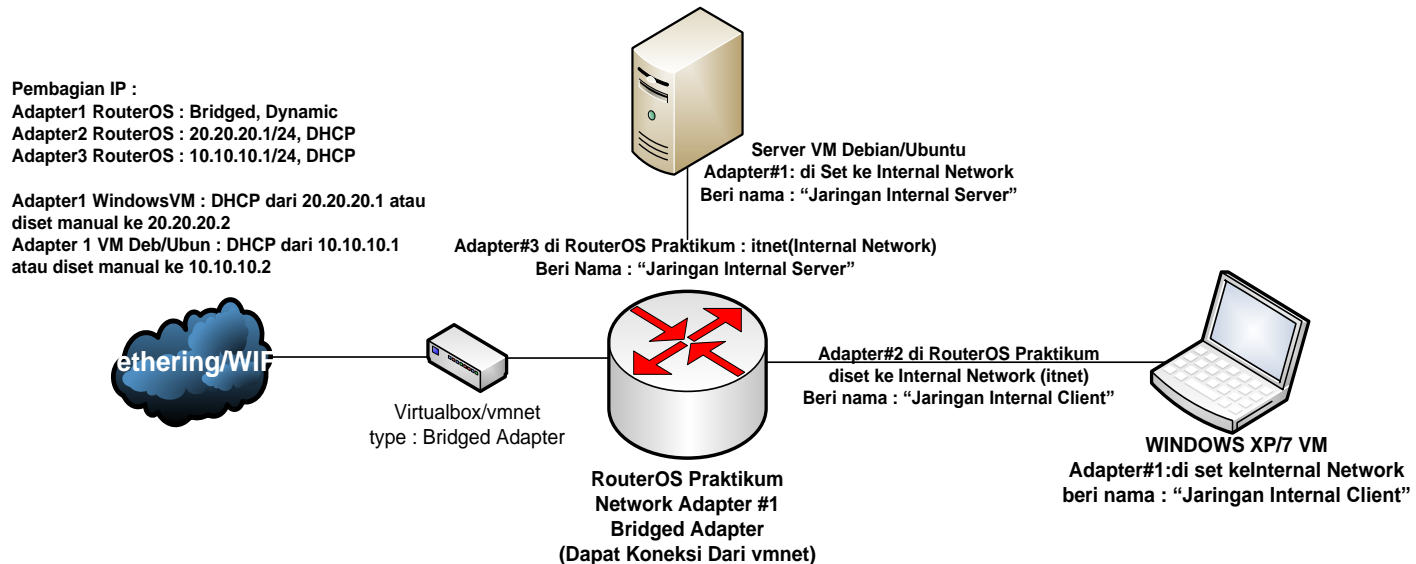 Pembagian IP :
Adapter1 RouterOS : Bridged, Dynamic
Adapter2 RouterOS : 20.20.20.1/24, DHCP
Adapter3 RouterOS : 10.10.10.1/24, DHCP
Adapter1 WindowsVM : DHCP dari 20.20.20.1 atau
diset manual ke 20.20.20.2
Adapter 1 VM Deb/Ubun : DHCP dari 10.10.10.1
atau diset manual ke 10.10.10.2
Server VM Debian/Ubuntu
Adapter#1: di Set ke Internal Network
Beri nama : “Jaringan Internal Server”
Adapter#3 di RouterOS Praktikum : itnet(Internal Network)
Beri Nama : “Jaringan Internal Server”
ethering/WIF
Virtualbox/vmnet
type : Bridged Adapter
Adapter#2 di RouterOS Praktikum
diset ke Internal Network (itnet)
Beri nama : “Jaringan Internal Client”
RouterOS Praktikum
Network Adapter #1
Bridged Adapter
(Dapat Koneksi Dari vmnet)
WINDOWS XP/7 VM
Adapter#1:di set keInternal Network
beri nama : “Jaringan Internal Client”